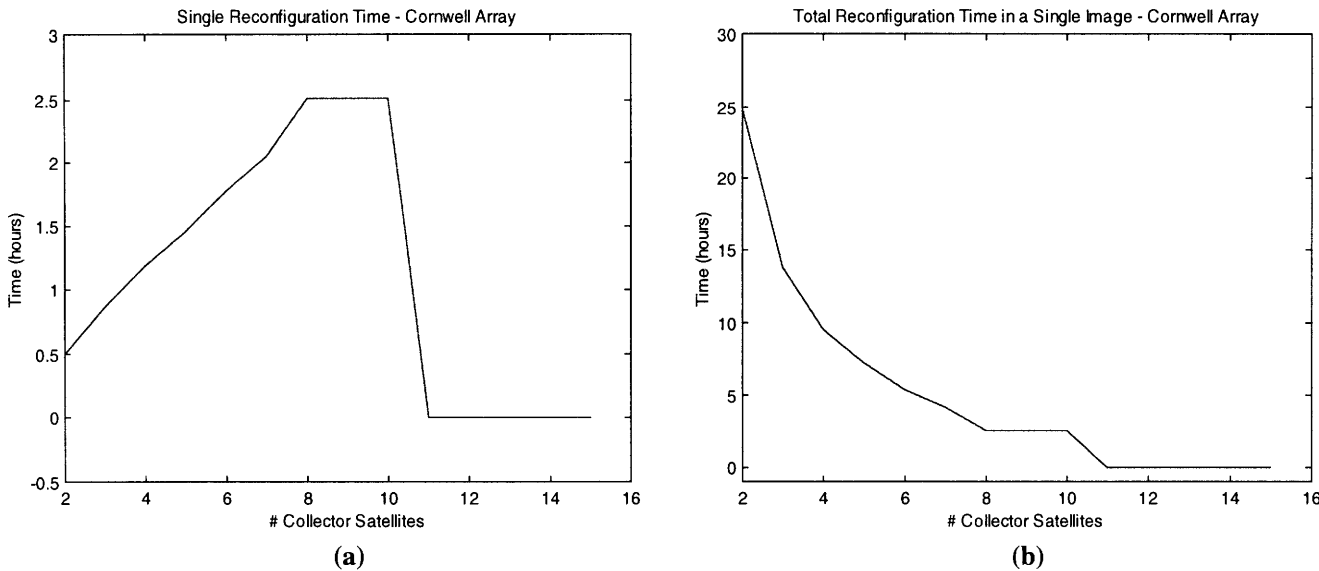 Single Reconfiguration Time - Cornwell Array
3
2.5
2
1.5
1
0.5
0
-0.5
Time (hours)
2 4 6 8 10 12 14 16
# Collector Satellites
(a)
Total Reconfiguration Time in a Single Image - Cornwell Array
30
25
20
15
10
5
0
Time (hours)
2 4 6 8 10 12 14 16
# Collector Satellites
(b)